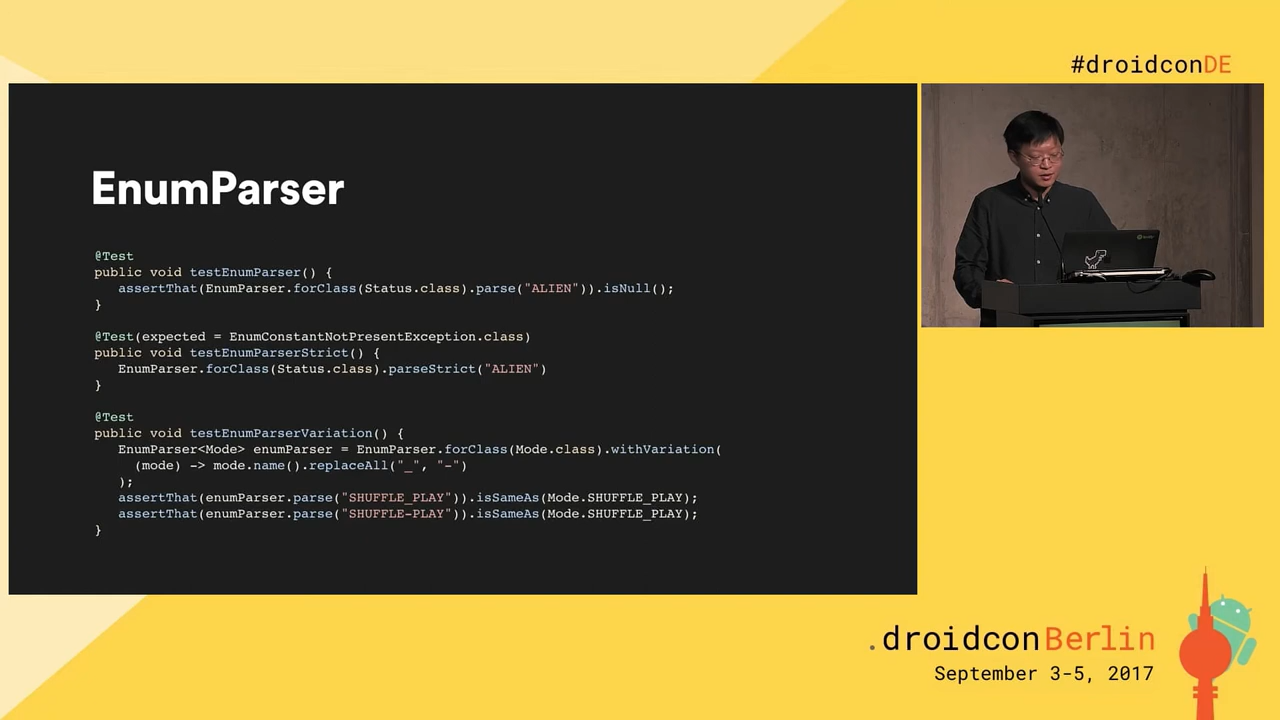 #droidconDE
EnumParser
@Test
public void testEnumParser() {
assertThat(EnumParser.forClass(Status.class).parse("ALIEN")).isNull();
}
@Test(expected = EnumConstantNotPresentException.class)
public void testEnumParserStrict() {
EnumParser.forClass(Status.class).parseStrict("ALIEN")
}
@Test
public void testEnumParserVariation() {
EnumParser<Mode> enumParser = EnumParser.forClass(Mode.class).withVariation(
(mode) -> mode.name().replaceAll("_", "-")
);
assertThat(enumParser.parse("SHUFFLE_PLAY")).isSameAs(Mode.SHUFFLE_PLAY);
assertThat(enumParser.parse("SHUFFLE-PLAY")).isSameAs(Mode.SHUFFLE_PLAY);
}
.droidconBerlin
September 3-5, 2017